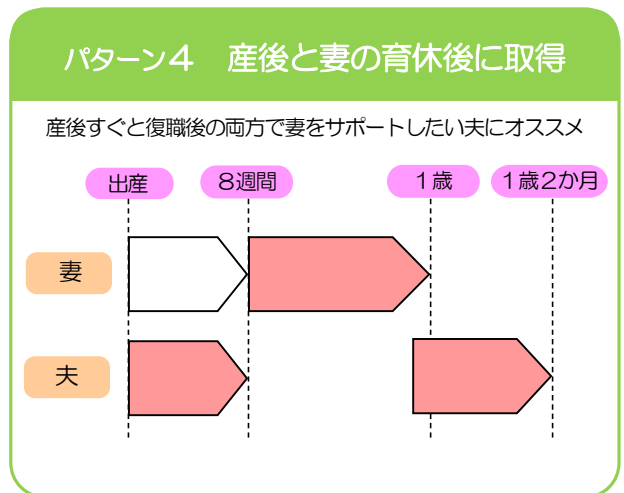 パターン４　産後と妻の育休後に取得
産後すぐと復職後の両方で妻をサポートしたい夫にオススメ
出産
８週間
１歳
１歳２か月
妻
夫